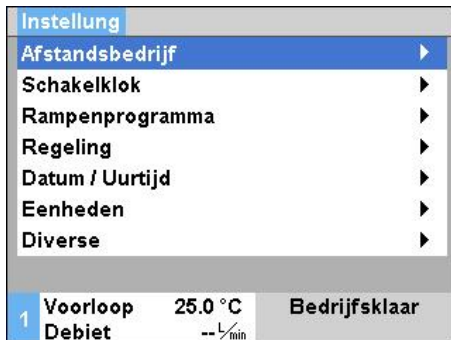 Instellung
Afstandsbedrijf
Schakelklok
Rampenprogramma
Regeling
Datum / Uurtijd
Eenheden
Diverse
1 Voorloop 25.0 °C Bedrijfsklaar
Debiet -- L/min